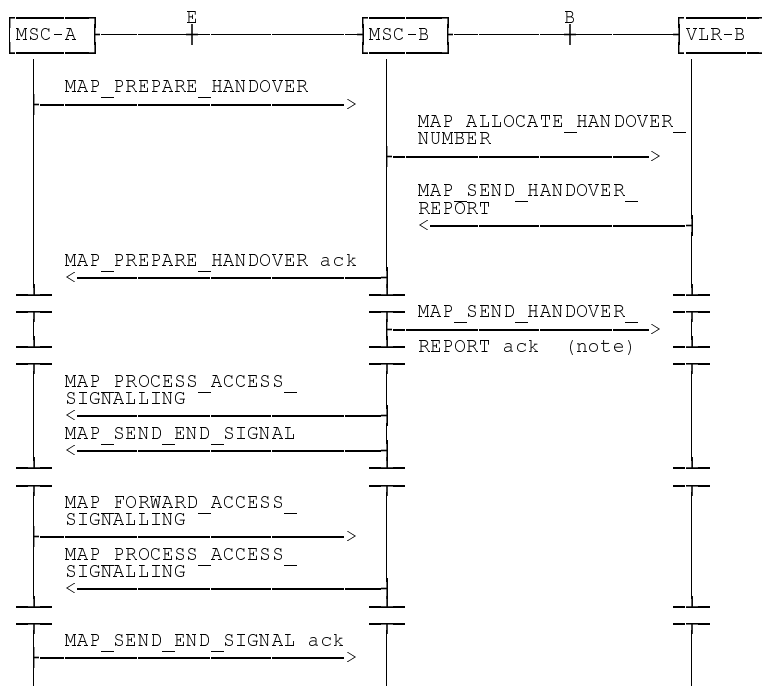 E B
MSC-A MSC-B VLR-B
MAP_PREPARE_HANDOVER
MAP_ALLOCATE_HANDOVER_
NUMBER
MAP_SEND_HANDOVER_
REPORT
MAP_PREPARE_HANDOVER ack
MAP_SEND_HANDOVER_
REPORT ack (note)
MAP_PROCESS_ACCESS_
SIGNALLING
MAP_SEND_END_SIGNAL
MAP_FORWARD_ACCESS_
SIGNALLING
MAP_PROCESS_ACCESS_
SIGNALLING
MAP_SEND_END_SIGNAL ack